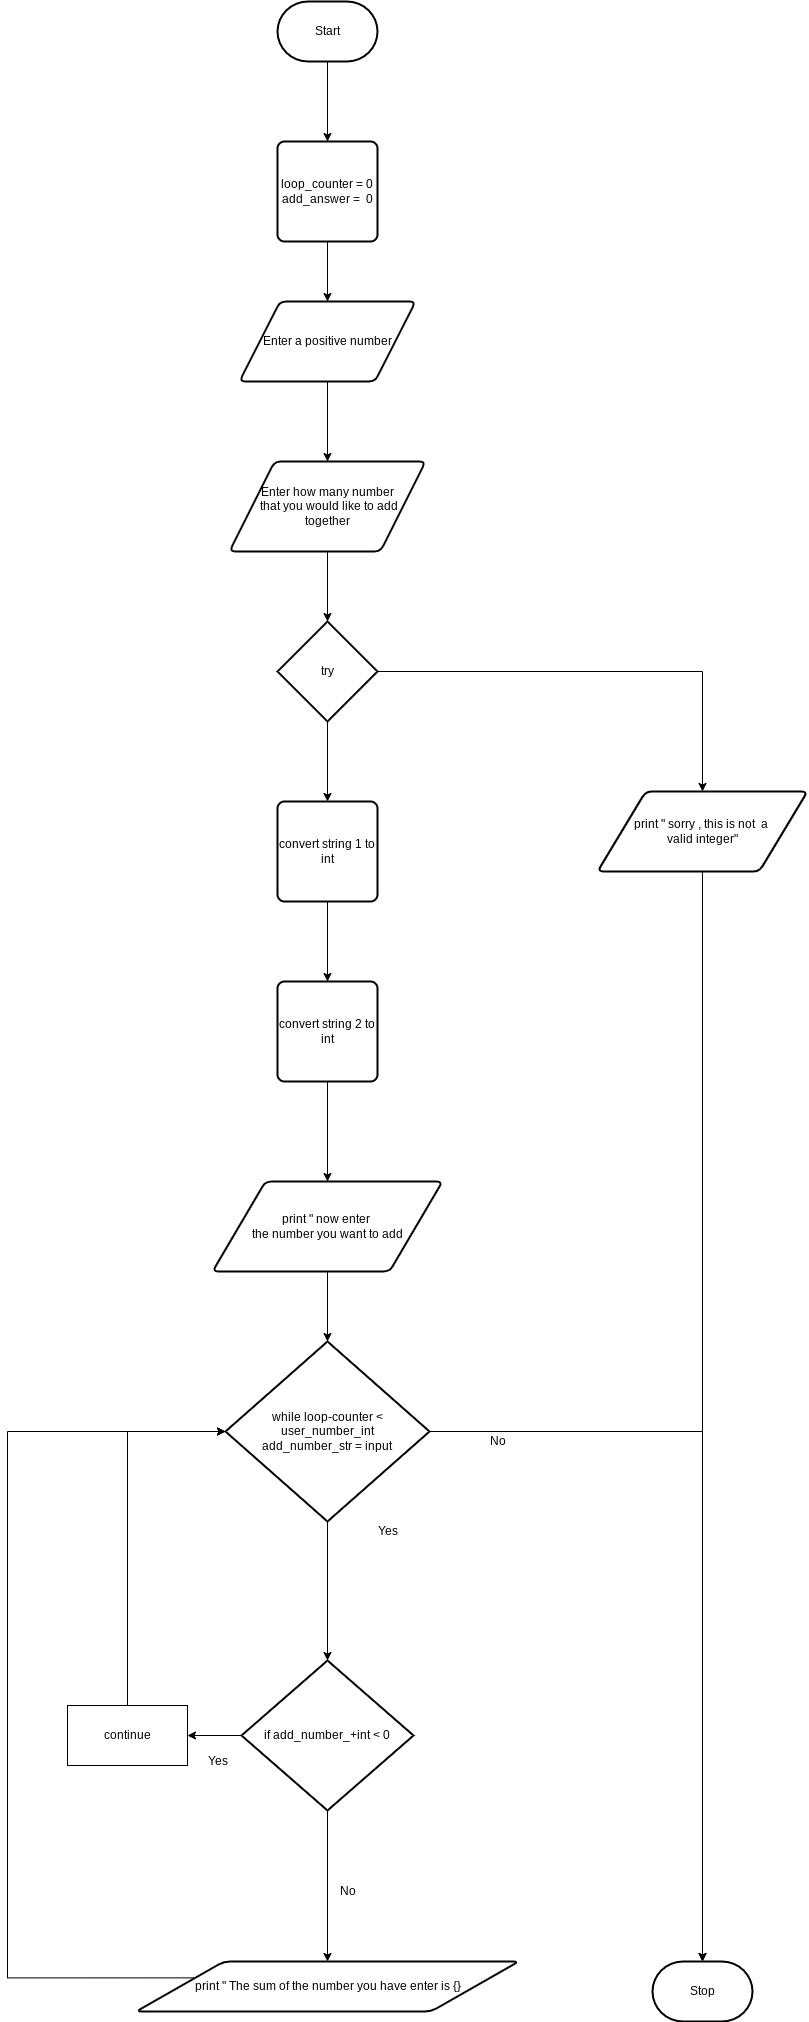 Start
loop_counter = 0
add_answer =  0
Enter a positive number
Enter how many number
that you would like to add
together
try
convert string 1 to
int
print " sorry , this is not  a
valid integer"
convert string 2 to
int
print " now enter
the number you want to add
while loop-counter <
user_number_int
add_number_str = input
No
Yes
if add_number_+int < 0
continue
Yes
No
print " The sum of the number you have enter is {}
Stop